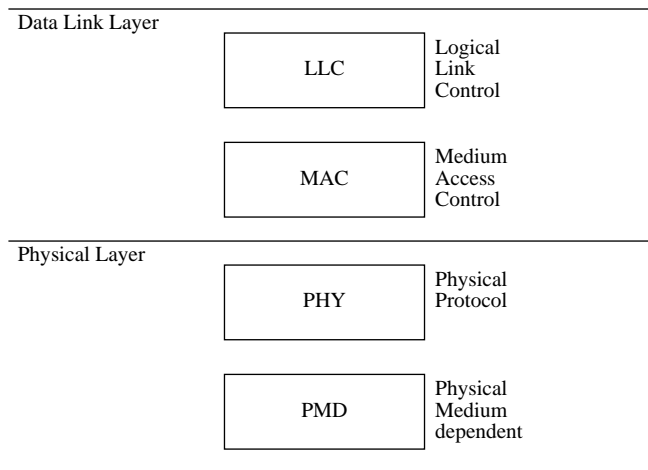 Data Link Layer
LLC
Logical
Link
Control
MAC
Medium
Access
Control
Physical Layer
PHY
Physical
Protocol
PMD
Physical
Medium
dependent